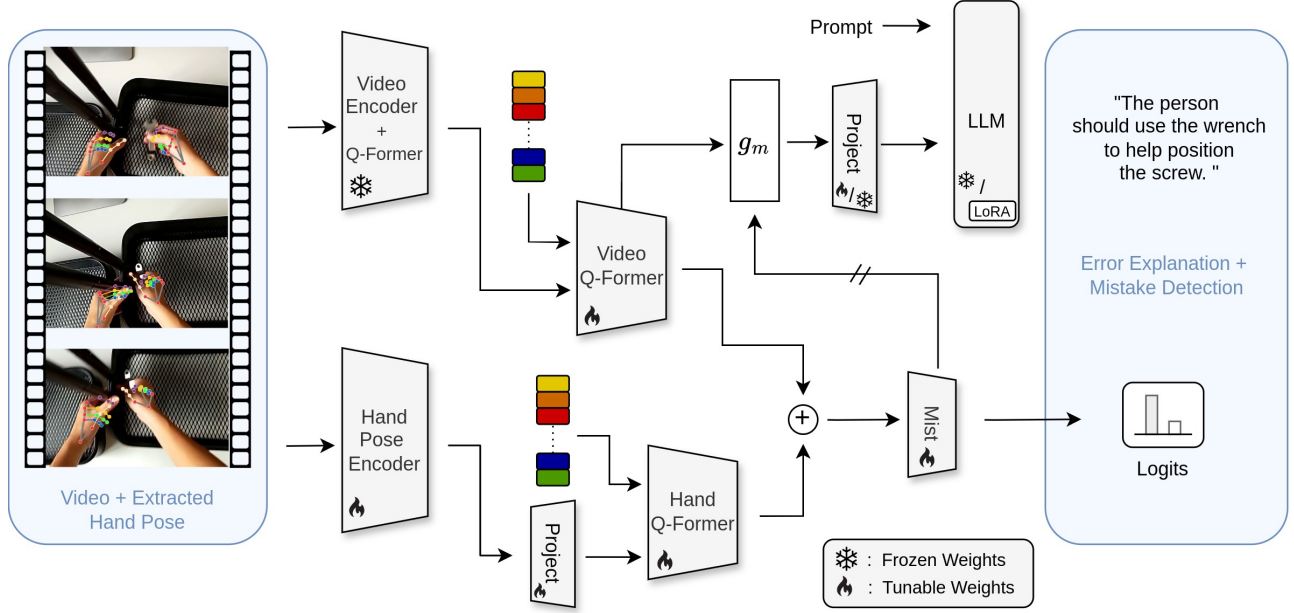 Video + Extracted
Hand Pose
Video
Encoder
+
Q-Former
Hand
Pose
Encoder
Project
Video
Q-Former
Hand
Q-Former
g_m
Project
/
Prompt
LLM
/
LoRA
+
Mist
//
"The person
should use the wrench
to help position
the screw. "
Error Explanation +
Mistake Detection
Logits
: Frozen Weights
: Tunable Weights